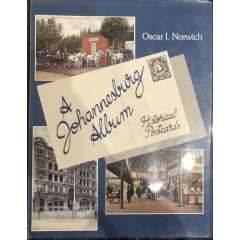 Oscar I. Norwich
A
Johannesburg
Album
Historical
Postcards